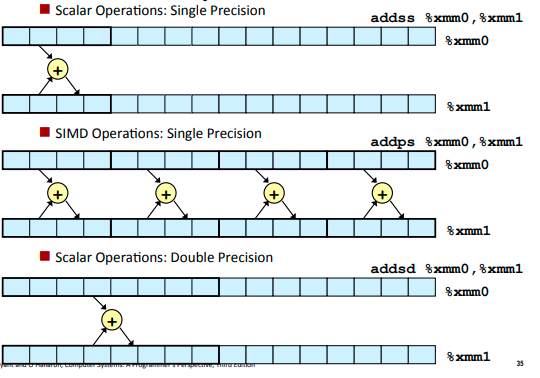 Scalar Operations: Single Precision
addss %xmm0,%xmm1
%xmm0
+
%xmm1
SIMD Operations: Single Precision
addps %xmm0,%xmm1
%xmm0
+ + + +
%xmm1
Scalar Operations: Double Precision
addsd %xmm0,%xmm1
%xmm0
+
%xmm1
and O'Hallaron, Computer Systems: A Programmer's Perspective, Third Edition
35